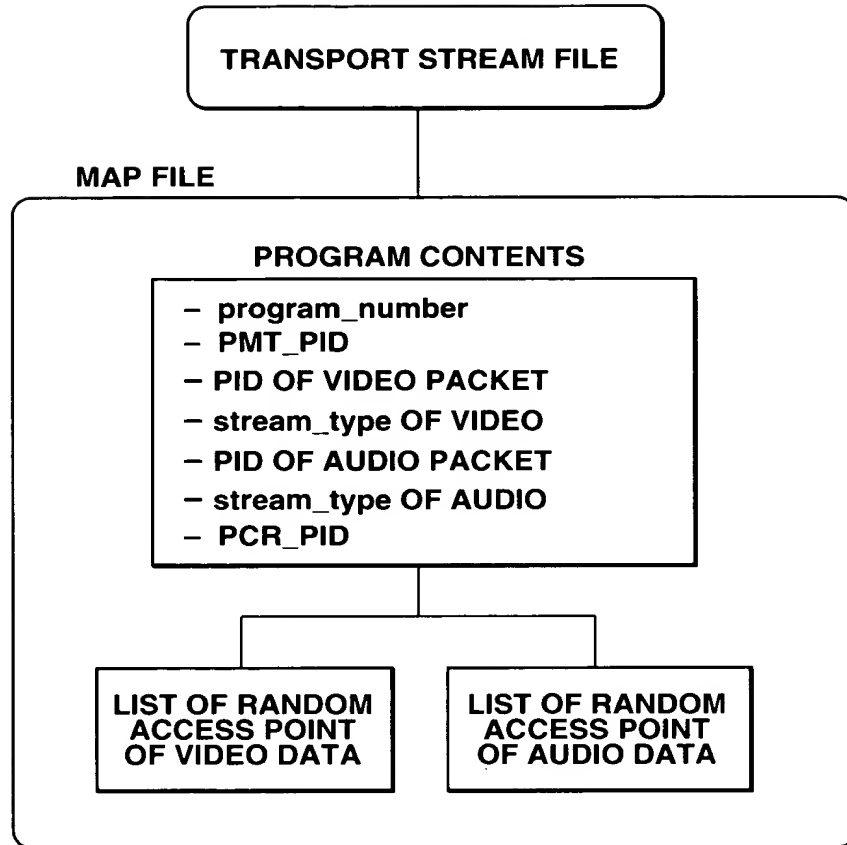 TRANSPORT STREAM FILE
MAP FILE
PROGRAM CONTENTS
– program_number
– PMT_PID
– PID OF VIDEO PACKET
– stream_type OF VIDEO
– PID OF AUDIO PACKET
– stream_type OF AUDIO
– PCR_PID
LIST OF RANDOM
ACCESS POINT
OF VIDEO DATA
LIST OF RANDOM
ACCESS POINT
OF AUDIO DATA